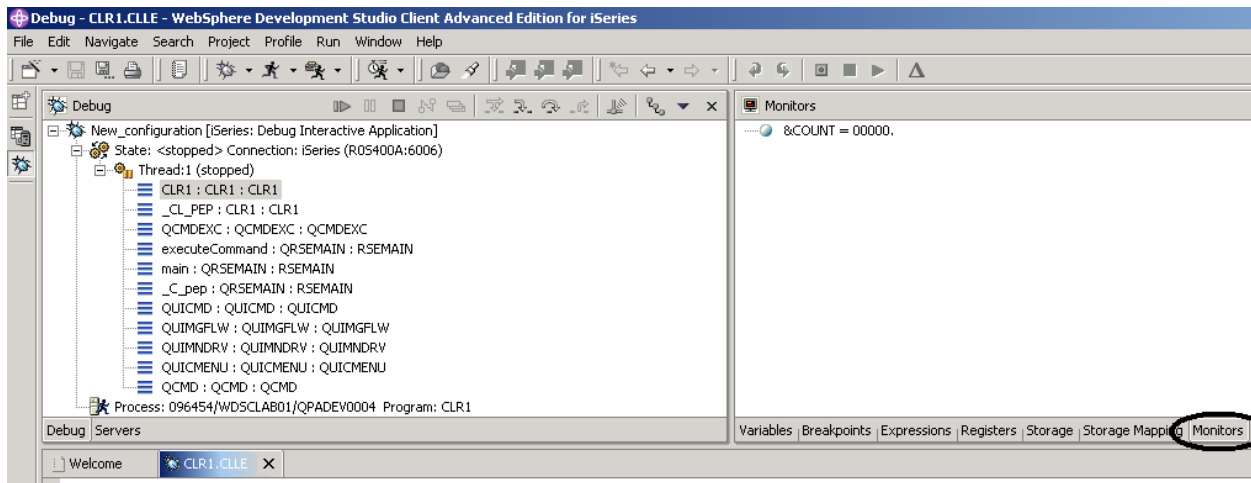 Debug - CLR1.CLLE - WebSphere Development Studio Client Advanced Edition for iSeries
File Edit Navigate Search Project Profile Run Window Help
Debug
New_configuration [iSeries: Debug Interactive Application]
State: <stopped> Connection: iSeries (R05400A:6006)
Thread:1 (stopped)
CLR1 : CLR1 : CLR1
_CL_PEP : CLR1 : CLR1
QCMDEXC : QCMDEXC : QCMDEXC
executeCommand : QRSEMAIN : RSEMAIN
main : QRSEMAIN : RSEMAIN
_C_pep : QRSEMAIN : RSEMAIN
QUICMD : QUICMD : QUICMD
QUIMGFLW : QUIMGFLW : QUIMGFLW
QUIMNDRV : QUIMNDRV : QUIMNDRV
QUICMENU : QUICMENU : QUICMENU
QCMD : QCMD : QCMD
Process: 096454/WDSCLAB01/QPADEV0004 Program: CLR1
Debug Servers
Monitors
&COUNT = 00000.
Variables Breakpoints Expressions Registers Storage Storage Mapping Monitors
Welcome CLR1.CLLE